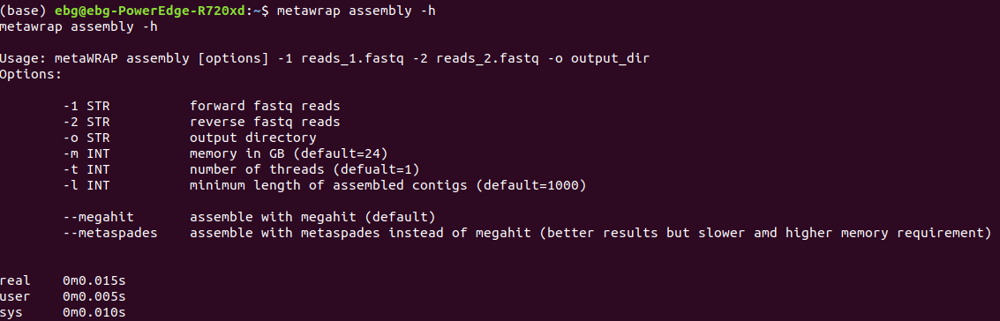 (base) ebg@ebg-PowerEdge-R720xd:~$ metawrap assembly -h
metawrap assembly -h
Usage: metaWRAP assembly [options] -1 reads_1.fastq -2 reads_2.fastq -o output_dir
Options:
-1 STR forward fastq reads
-2 STR reverse fastq reads
-o STR output directory
-m INT memory in GB (default=24)
-t INT number of threads (defualt=1)
-l INT minimum length of assembled contigs (default=1000)
--megahit assemble with megahit (default)
--metaspades assemble with metaspades instead of megahit (better results but slower amd higher memory requirement)
real 0m0.015s
user 0m0.005s
sys 0m0.010s